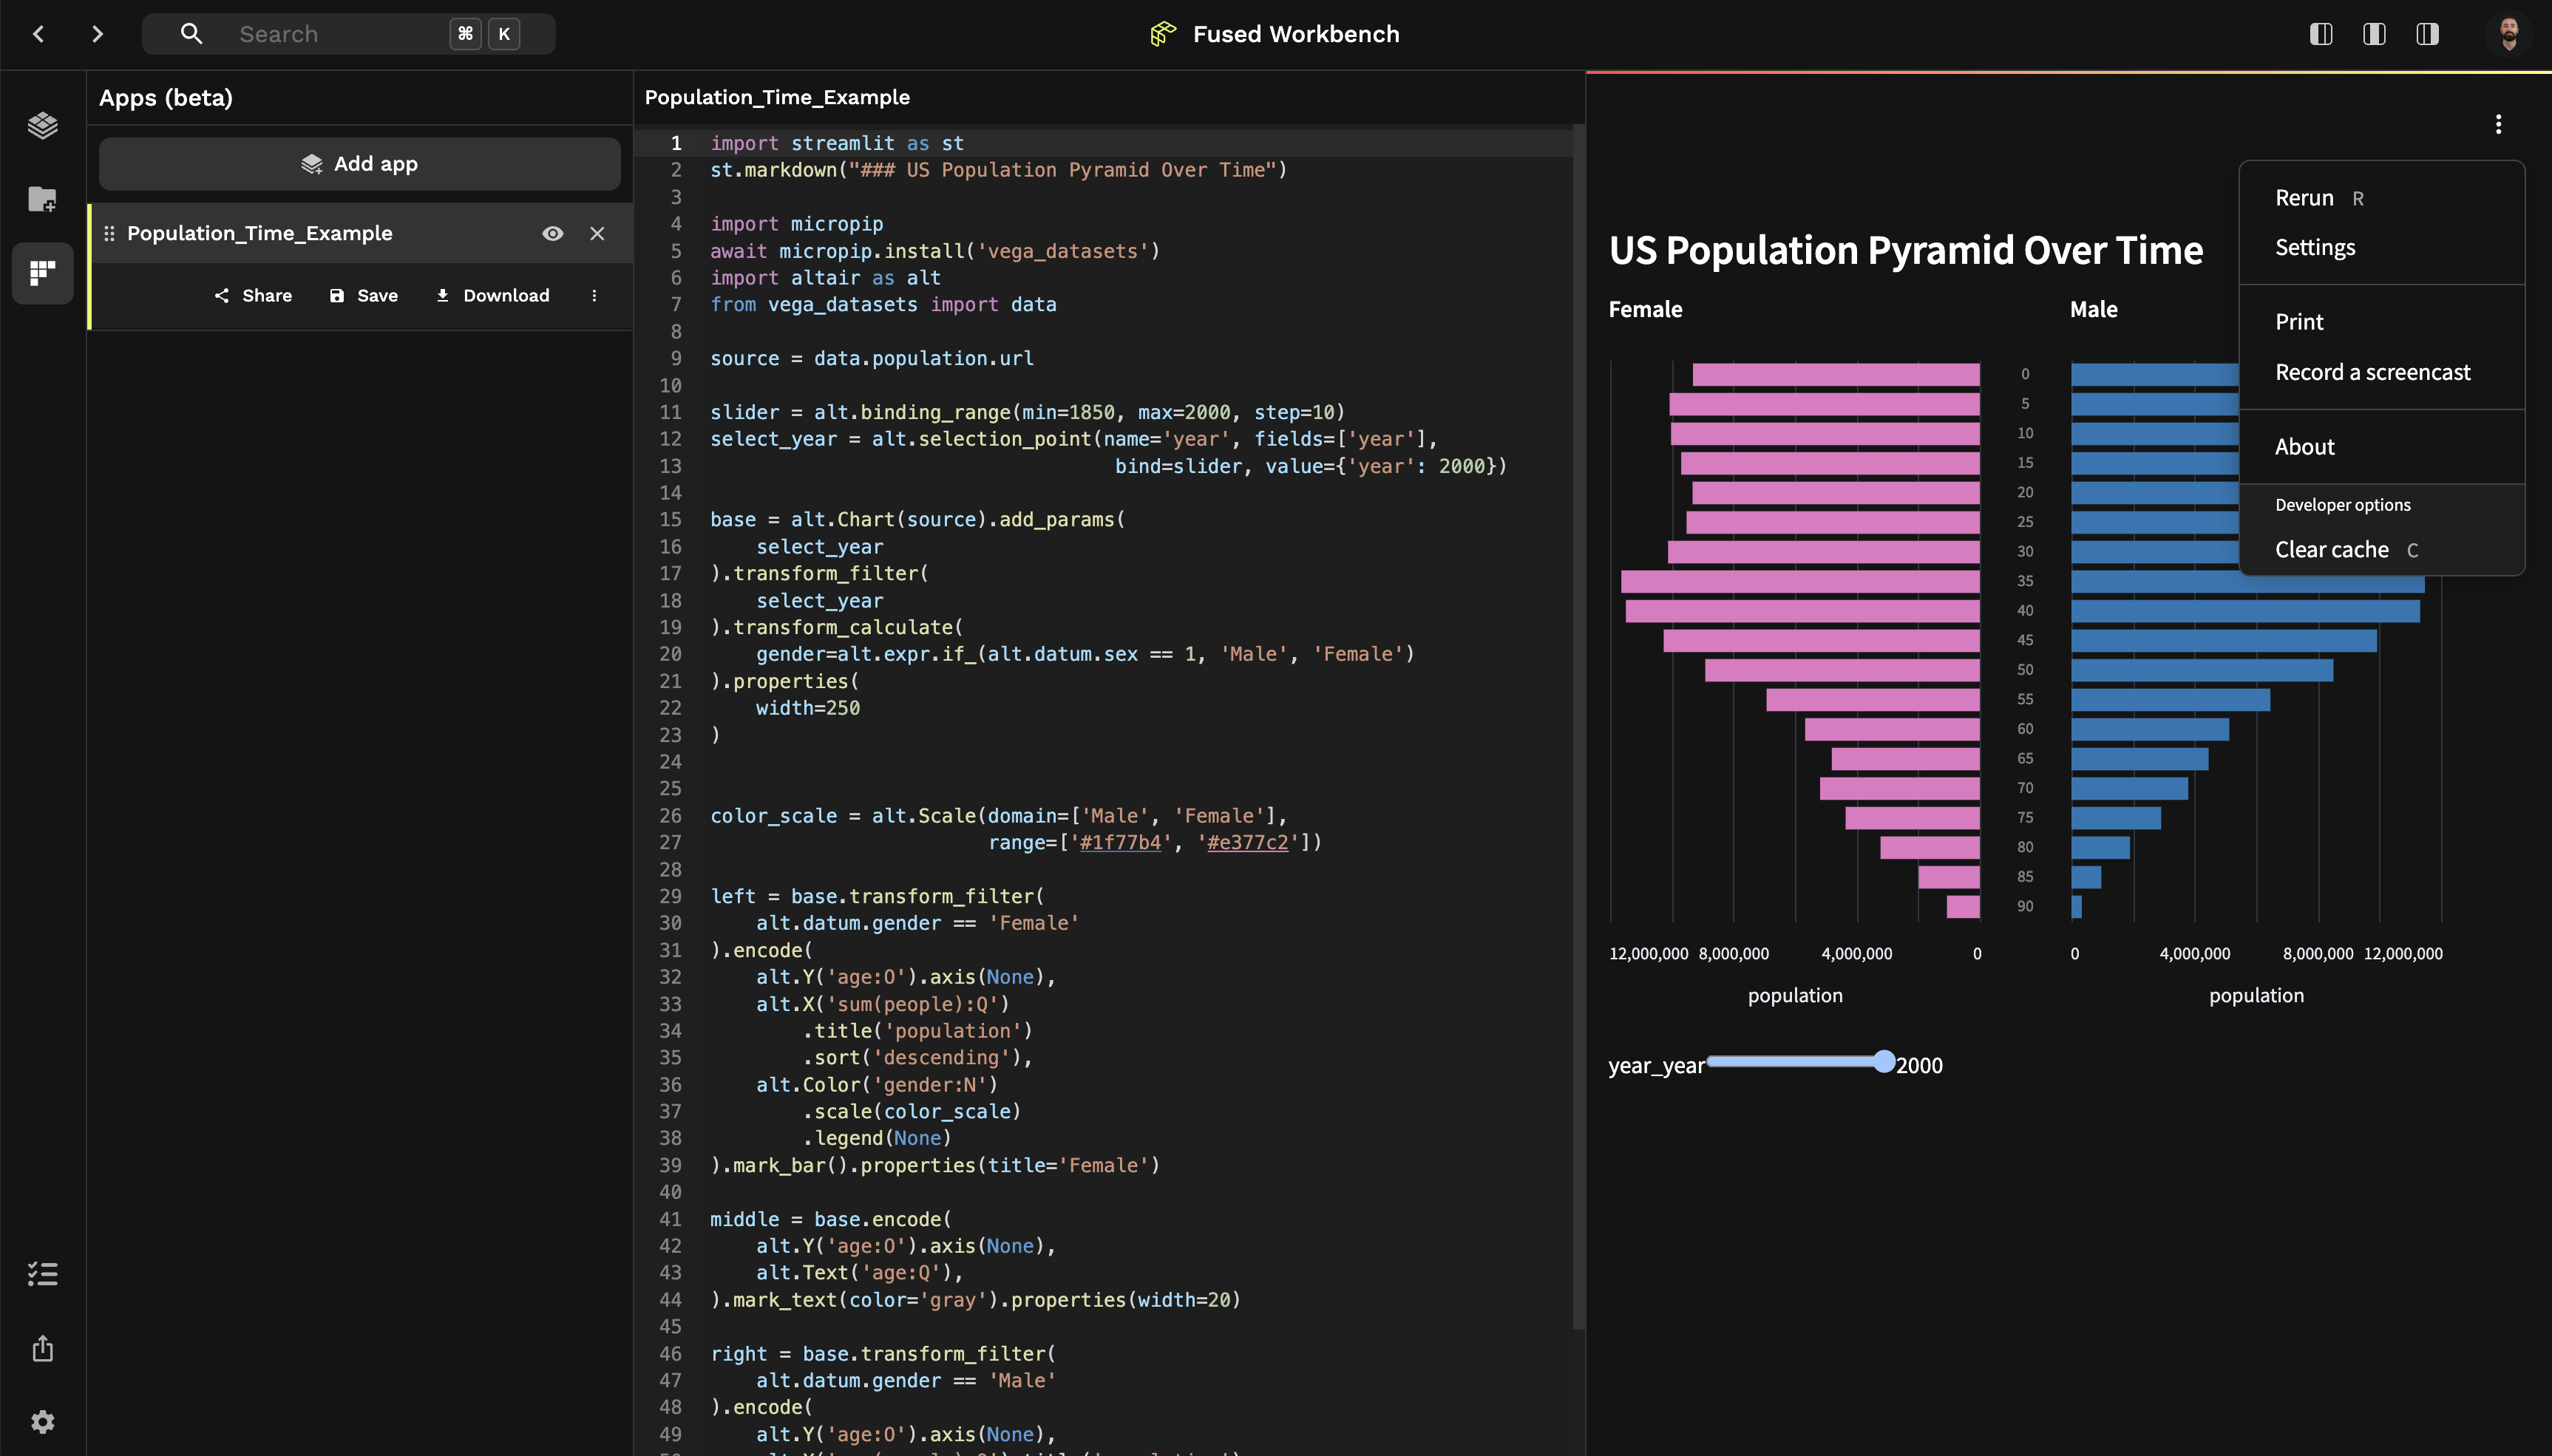 Search
⌘ K
Fused Workbench
Apps (beta)
Add app
Population_Time_Example
Share
Save
Download
Population_Time_Example
1 import streamlit as st
2 st.markdown("### US Population Pyramid Over Time")
3
4 import micropip
5 await micropip.install('vega_datasets')
6 import altair as alt
7 from vega_datasets import data
8
9 source = data.population.url
10
11 slider = alt.binding_range(min=1850, max=2000, step=10)
12 select_year = alt.selection_point(name='year', fields=['year'],
13 bind=slider, value={'year': 2000})
14
15 base = alt.Chart(source).add_params(
16 select_year
17 ).transform_filter(
18 select_year
19 ).transform_calculate(
20 gender=alt.expr.if_(alt.datum.sex == 1, 'Male', 'Female')
21 ).properties(
22 width=250
23 )
24
25
26 color_scale = alt.Scale(domain=['Male', 'Female'],
27 range=['#1f77b4', '#e377c2'])
28
29 left = base.transform_filter(
30 alt.datum.gender == 'Female'
31 ).encode(
32 alt.Y('age:O').axis(None),
33 alt.X('sum(people):Q')
34 .title('population')
35 .sort('descending'),
36 alt.Color('gender:N')
37 .scale(color_scale)
38 .legend(None)
39 ).mark_bar().properties(title='Female')
40
41 middle = base.encode(
42 alt.Y('age:O').axis(None),
43 alt.Text('age:Q'),
44 ).mark_text(color='gray').properties(width=20)
45
46 right = base.transform_filter(
47 alt.datum.gender == 'Male'
48 ).encode(
49 alt.Y('age:O').axis(None),
US Population Pyramid Over Time
Female
Male
0
5
10
15
20
25
30
35
40
45
50
55
60
65
70
75
80
85
90
12,000,000 8,000,000 4,000,000 0
0 4,000,000 8,000,000 12,000,000
population
population
year_year 2000
Rerun R
Settings
Print
Record a screencast
About
Developer options
Clear cache C